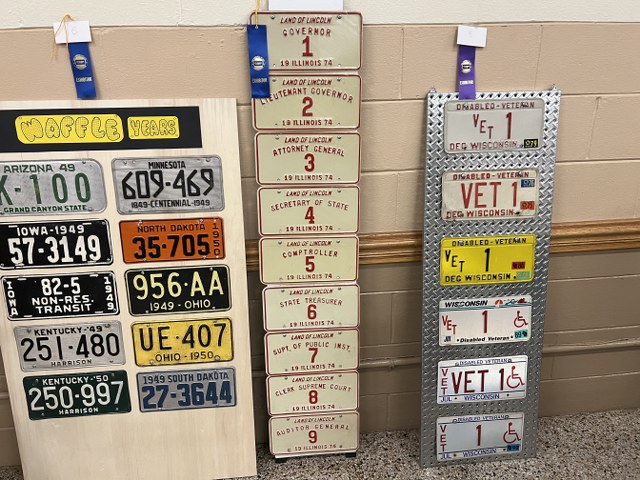 WAFFLE YEARS
ARIZONA 49
K-100
GRAND CANYON STATE
MINNESOTA
609-469
1849-CENTENNIAL-1949
IOWA-1949
57-3149
NORTH DAKOTA
35-705
1950
IOWA
82-5
NON-RES.
TRANSIT
1949
956-AA
1949-OHIO
KENTUCKY-'49
251-480
HARRISON
UE-407
OHIO-1950
KENTUCKY-'50
250-997
HARRISON
1949 SOUTH DAKOTA
27-3644
LAND OF LINCOLN
GOVERNOR
1
19 ILLINOIS 74
LAND OF LINCOLN
LIEUTENANT GOVERNOR
2
19 ILLINOIS 74
LAND OF LINCOLN
ATTORNEY GENERAL
3
19 ILLINOIS 74
LAND OF LINCOLN
SECRETARY OF STATE
4
19 ILLINOIS 74
LAND OF LINCOLN
COMPTROLLER
5
19 ILLINOIS 74
LAND OF LINCOLN
STATE TREASURER
6
19 ILLINOIS 74
LAND OF LINCOLN
SUPT. OF PUBLIC INST.
7
19 ILLINOIS 74
LAND OF LINCOLN
CLERK SUPREME COURT
8
19 ILLINOIS 74
LAND OF LINCOLN
AUDITOR GENERAL
9
19 ILLINOIS 74
DISABLED-VETERAN
VET 1
DEC WISCONSIN
DISABLED-VETERAN
VET 1
DEC WISCONSIN
DISABLED-VETERAN
VET 1
DEC WISCONSIN
WISCONSIN
VET 1
Disabled Veteran
DISABLED VETERAN
VET VET 1
JUL WISCONSIN
DISABLED VETERAN
VET 1
JUL WISCONSIN